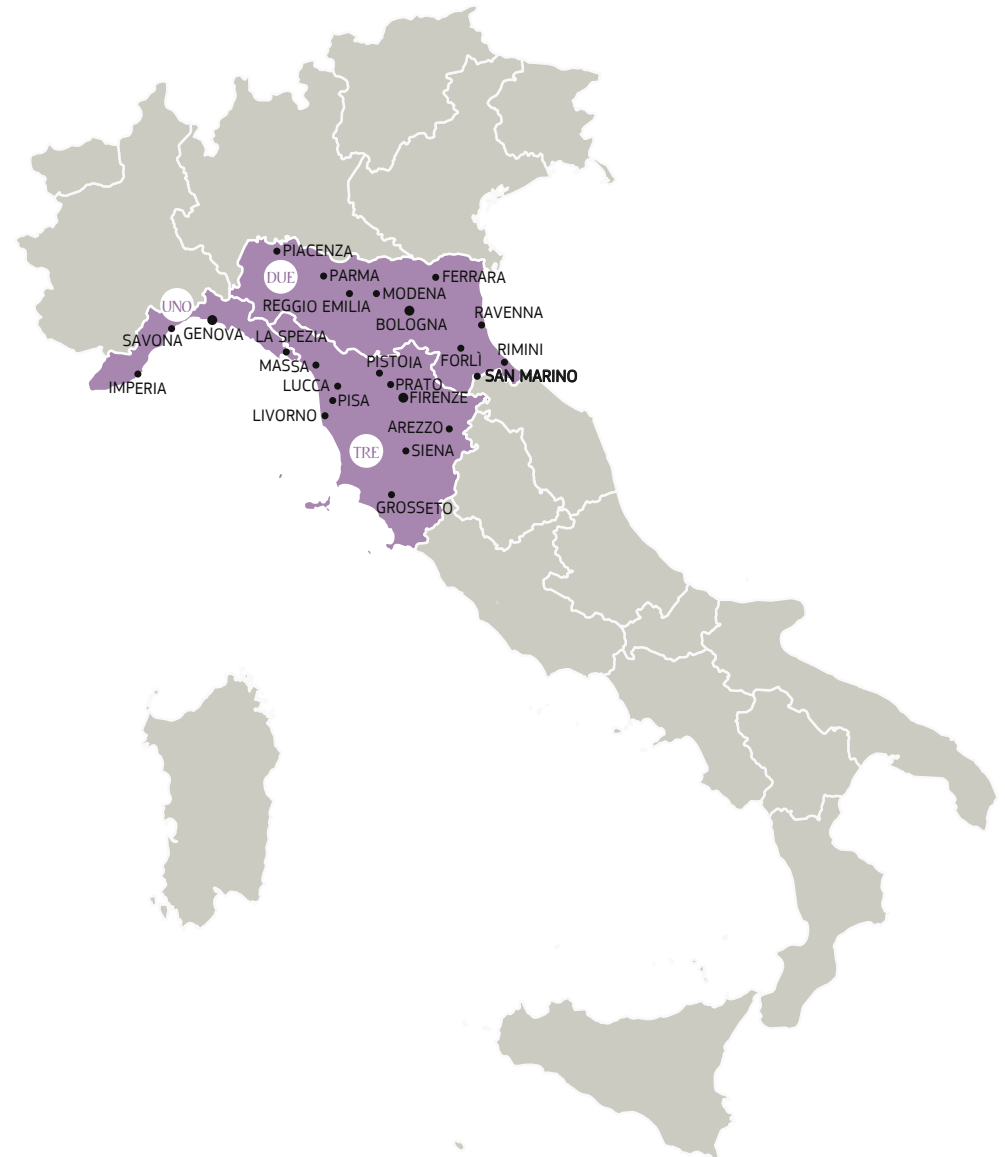 PIACENZA
DUE
PARMA
FERRARA
REGGIO EMILIA
MODENA
UNO
BOLOGNA
RAVENNA
SAVONA
GENOVA
LA SPEZIA
FORLÌ
RIMINI
MASSA
PISTOIA
SAN MARINO
IMPERIA
LUCCA
PRATO
PISA
FIRENZE
LIVORNO
AREZZO
TRE
SIENA
GROSSETO